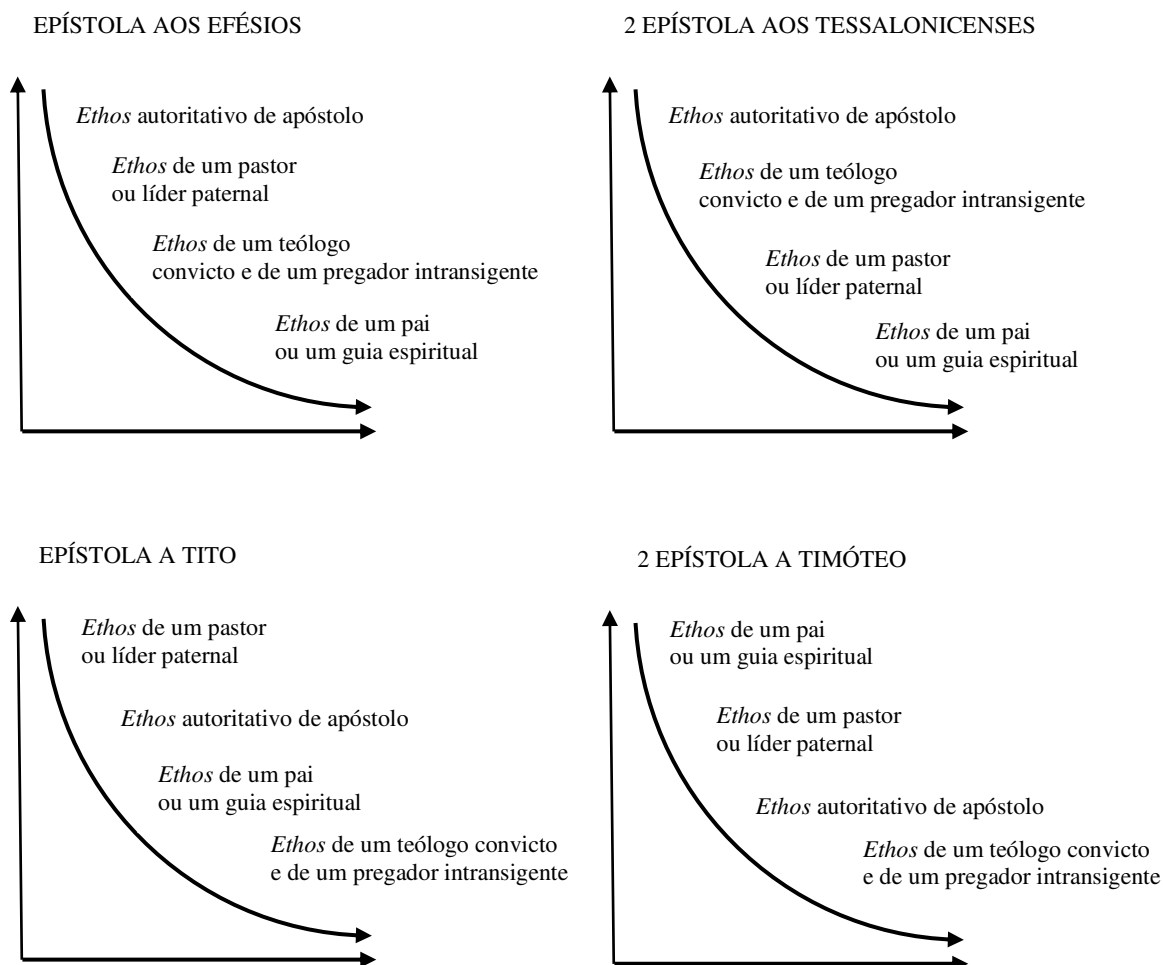 EPÍSTOLA AOS EFÉSIOS
Ethos autoritativo de apóstolo
Ethos de um pastor
ou líder paternal
Ethos de um teólogo
convicto e de um pregador intransigente
Ethos de um pai
ou um guia espiritual
2 EPÍSTOLA AOS TESSALONICENSES
Ethos autoritativo de apóstolo
Ethos de um teólogo
convicto e de um pregador intransigente
Ethos de um pastor
ou líder paternal
Ethos de um pai
ou um guia espiritual
EPÍSTOLA A TITO
Ethos de um pastor
ou líder paternal
Ethos autoritativo de apóstolo
Ethos de um pai
ou um guia espiritual
Ethos de um teólogo convicto
e de um pregador intransigente
2 EPÍSTOLA A TIMÓTEO
Ethos de um pai
ou um guia espiritual
Ethos de um pastor
ou líder paternal
Ethos autoritativo de apóstolo
Ethos de um teólogo convicto
e de um pregador intransigente